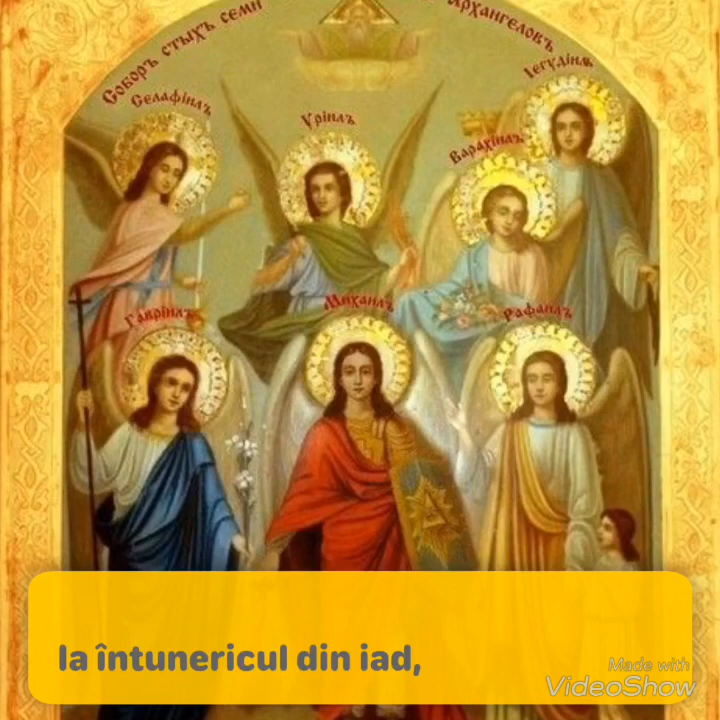 Соборъ стыхъ семи Архангеловъ
Селафіилъ
Уріилъ
Варахіилъ
Іегудіилъ
Гавріилъ
Михаилъ
Рафаилъ
la întunericul din iad,
Made with
VideoShow